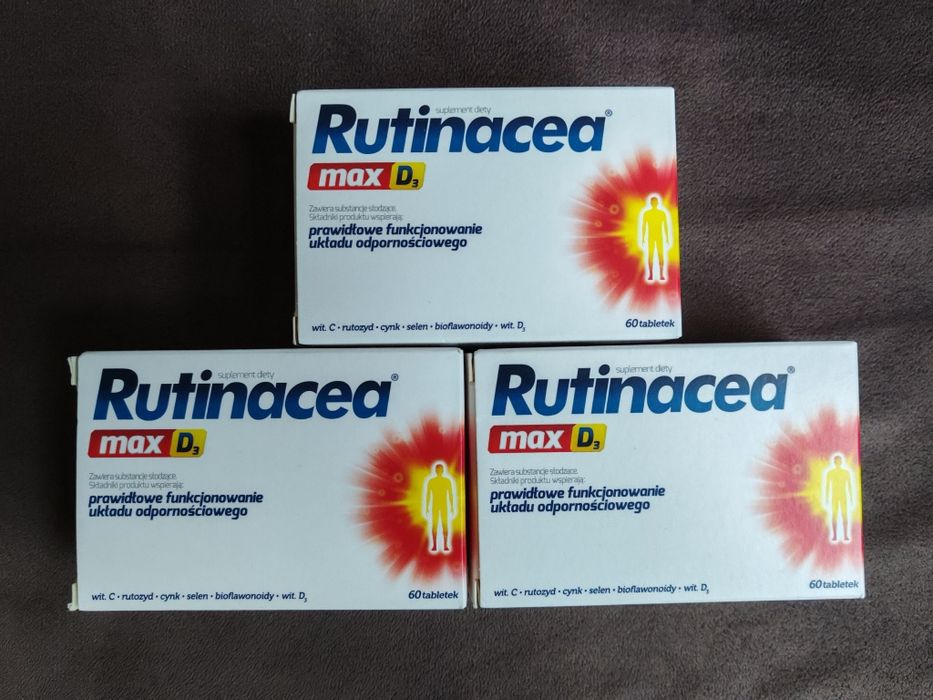 suplement diety
Rutinacea®
max D₃
Zawiera substancje słodzące.
Składniki produktu wspierają:
prawidłowe funkcjonowanie
układu odpornościowego
wit. C • rutozyd • cynk • selen • bioflawonoidy • wit. D₃
60 tabletek
suplement diety
Rutinacea®
max D₃
Zawiera substancje słodzące.
Składniki produktu wspierają:
prawidłowe funkcjonowanie
układu odpornościowego
wit. C • rutozyd • cynk • selen • bioflawonoidy • wit. D₃
60 tabletek
suplement diety
Rutinacea®
max D₃
Zawiera substancje słodzące.
Składniki produktu wspierają:
prawidłowe funkcjonowanie
układu odpornościowego
wit. C • rutozyd • cynk • selen • bioflawonoidy • wit. D₃
60 tabletek